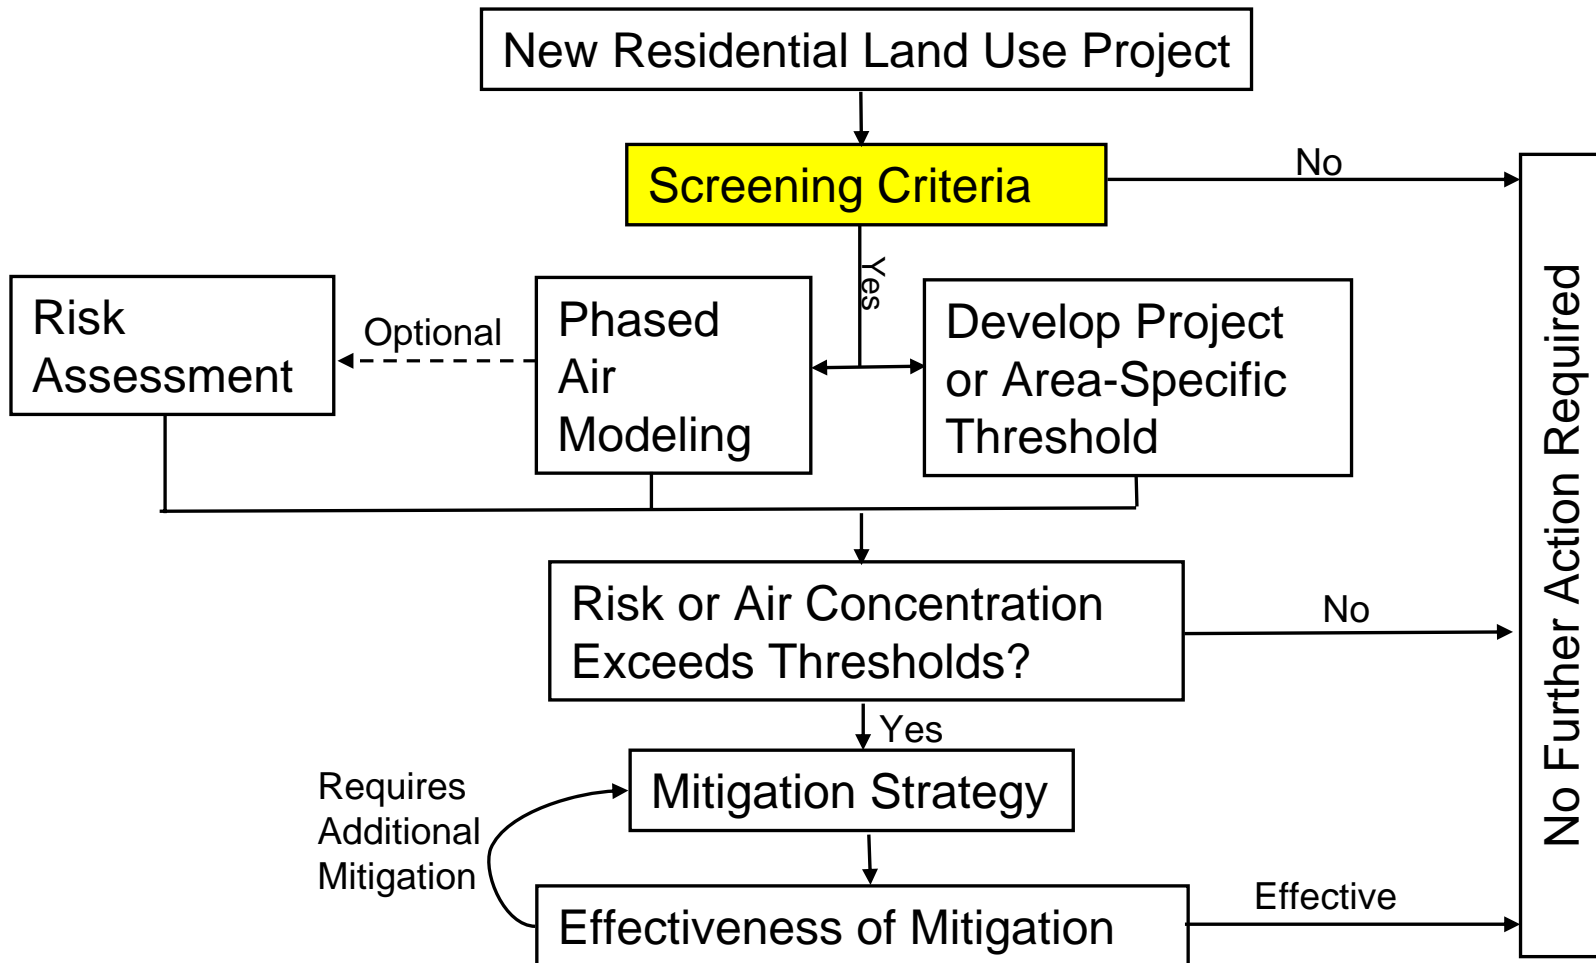 New Residential Land Use Project
Screening Criteria
No
Yes
Risk
Assessment
Optional
Phased
Air
Modeling
Develop Project
or Area-Specific
Threshold
No Further Action Required
Risk or Air Concentration
Exceeds Thresholds?
No
Yes
Requires
Additional
Mitigation
Mitigation Strategy
Effectiveness of Mitigation
Effective